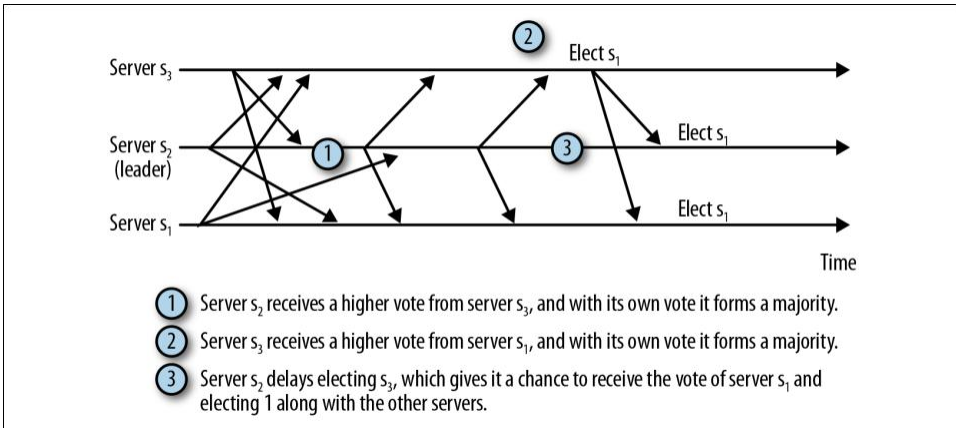 2
Elect s₁
Server s₃
Server s₂
(leader)
1
3
Elect s₁
Server s₁
Elect s₁
Time
1 Server s₂ receives a higher vote from server s₃, and with its own vote it forms a majority.
2 Server s₃ receives a higher vote from server s₁, and with its own vote it forms a majority.
3 Server s₂ delays electing s₃, which gives it a chance to receive the vote of server s₁ and
electing 1 along with the other servers.